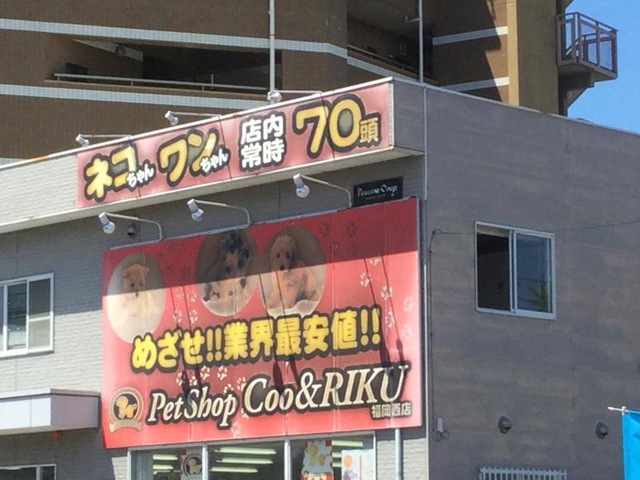 ネコちゃん ワンちゃん 店内常時 70頭
めざせ!!業界最安値!!
PetShop Coo&RIKU
福岡西店